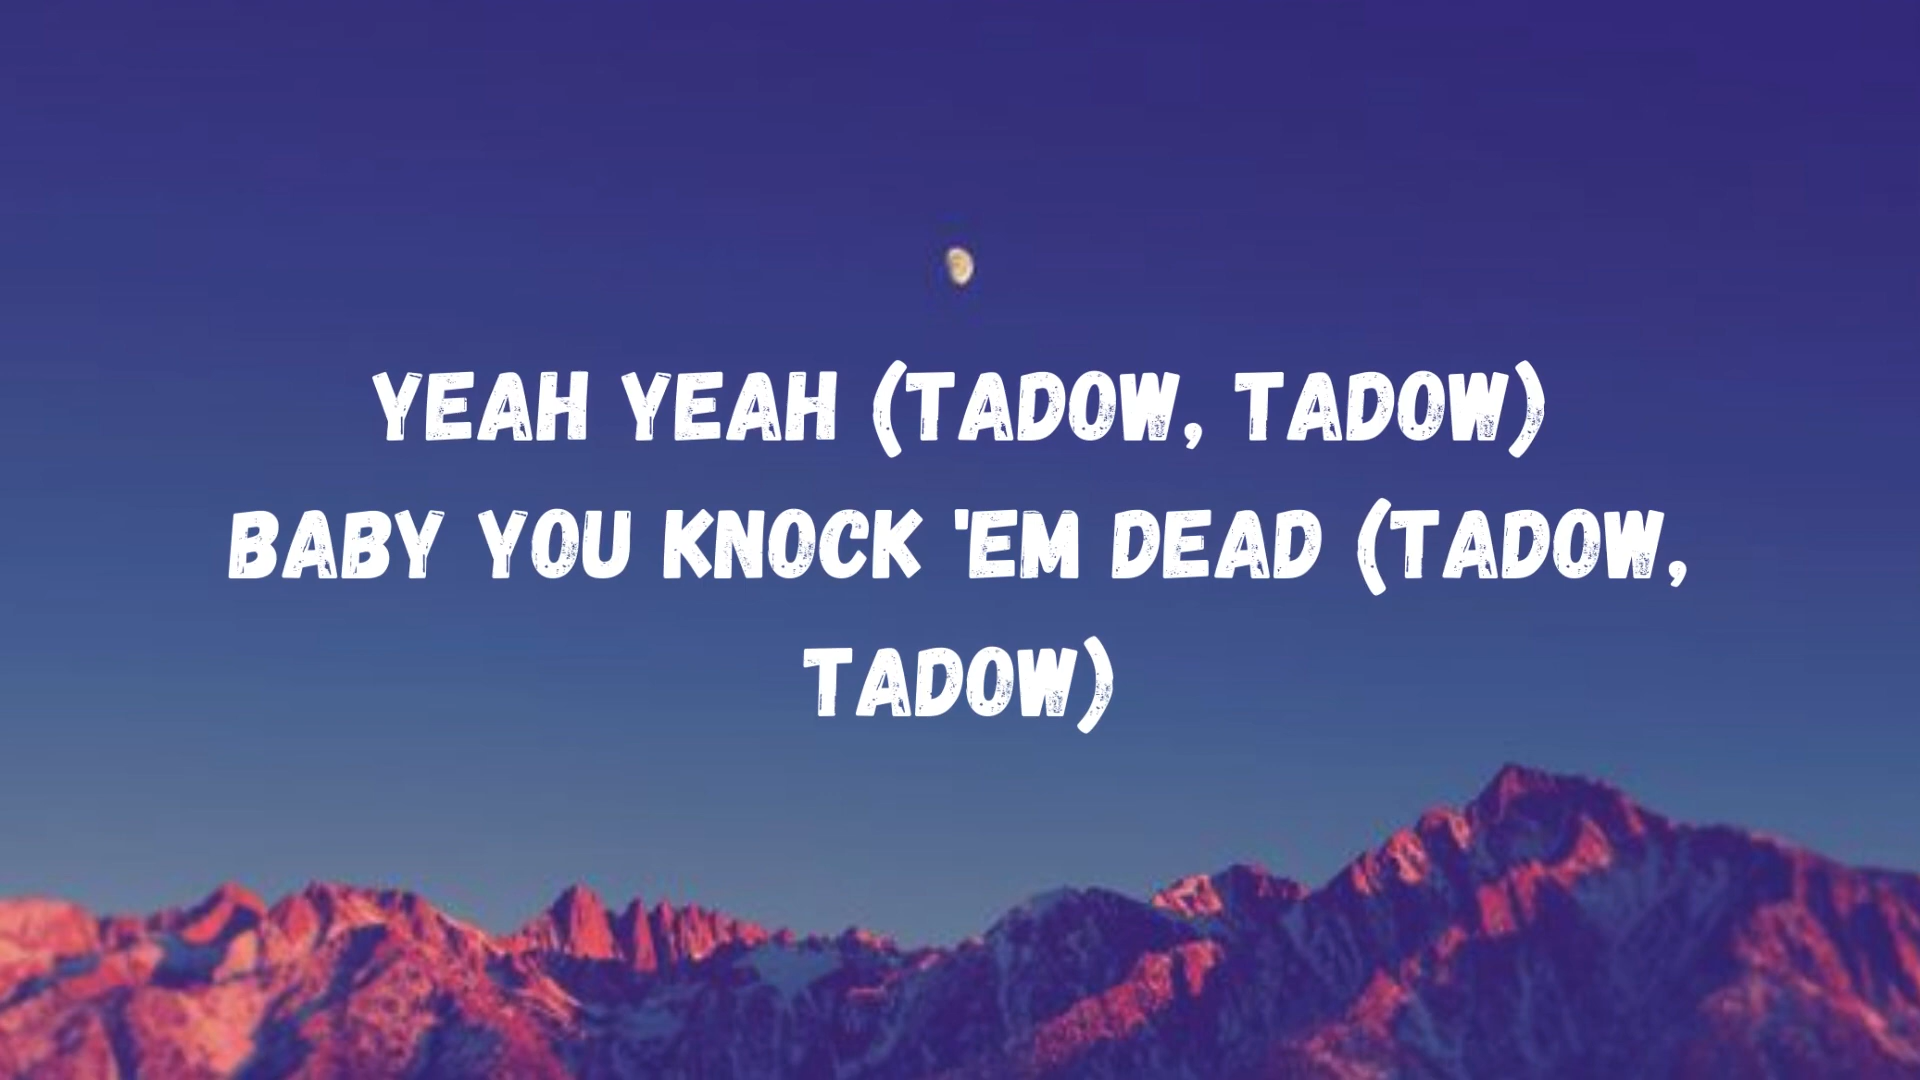 YEAH YEAH (TADOW, TADOW)
BABY YOU KNOCK 'EM DEAD (TADOW,
TADOW)